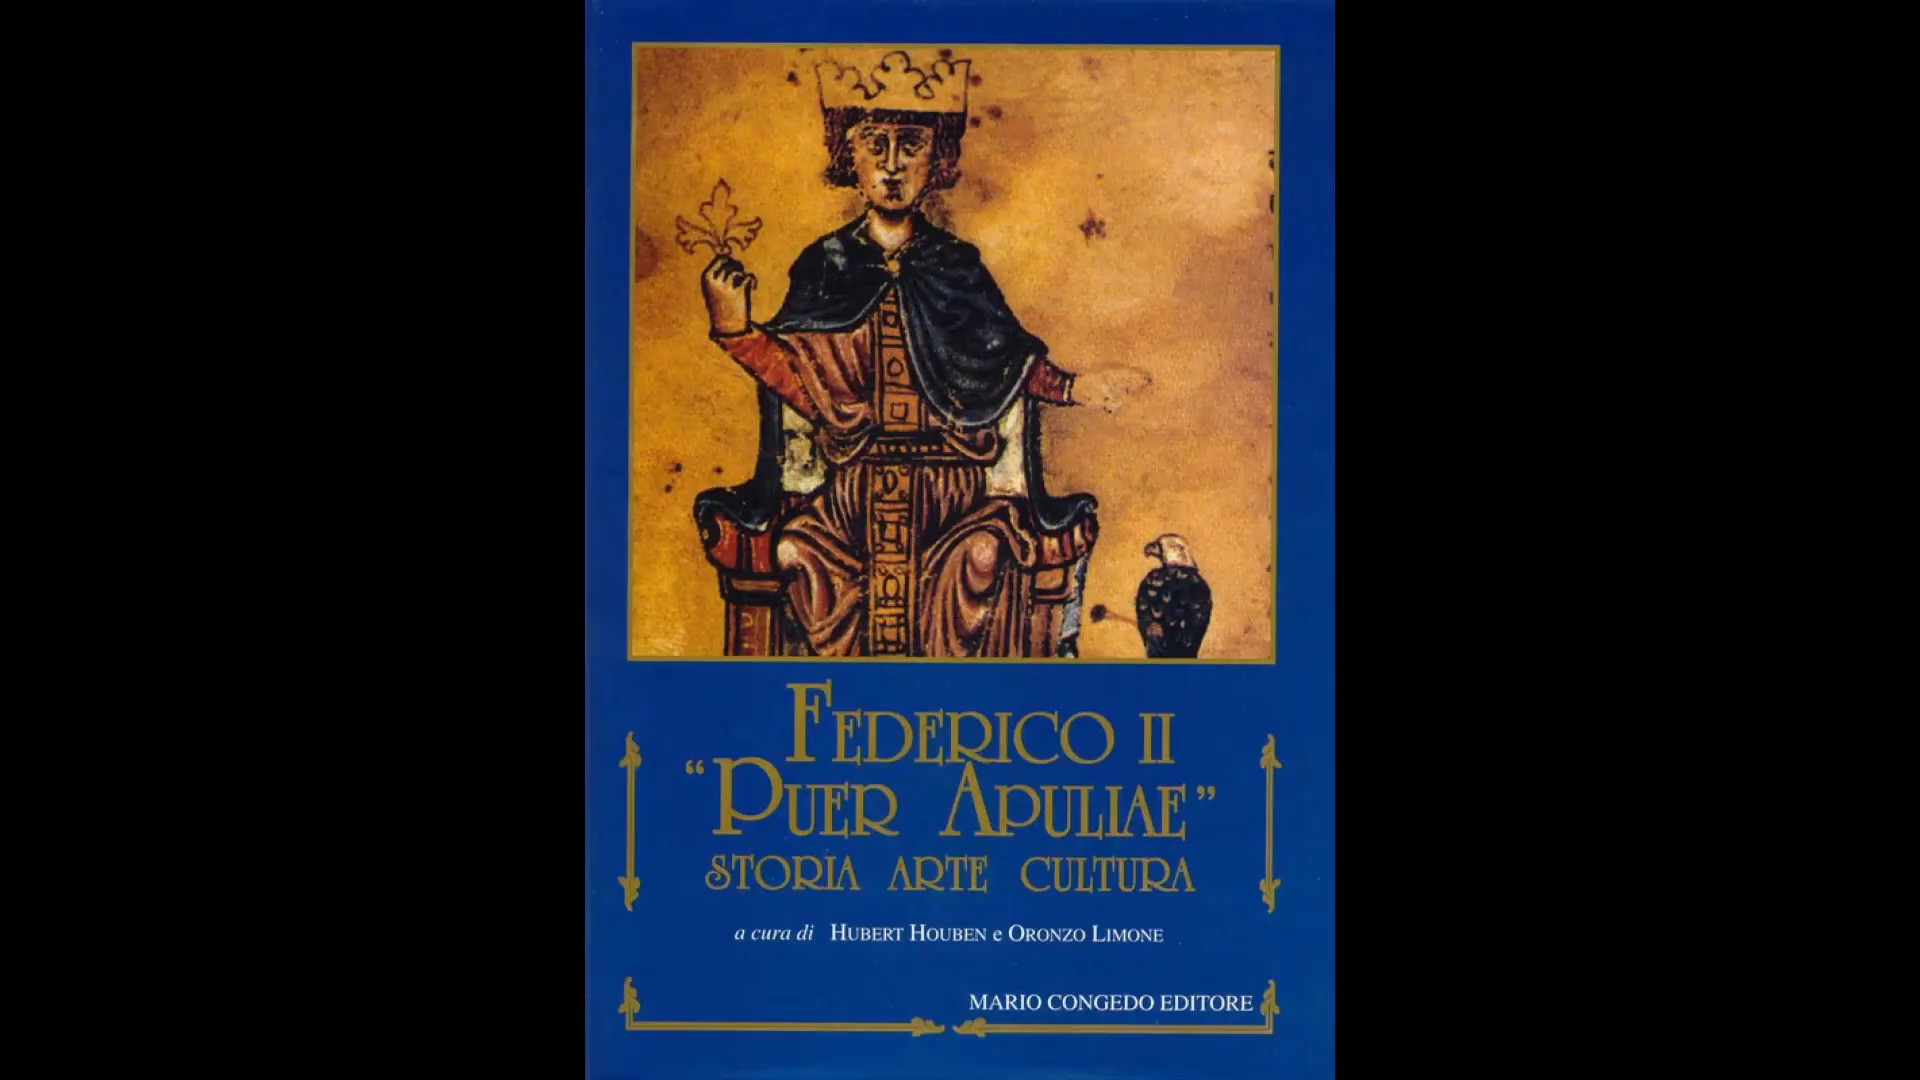 FEDERICO II
“PUER APULIAE”
STORIA ARTE CULTURA
a cura di HUBERT HOUBEN e ORONZO LIMONE
MARIO CONGEDO EDITORE